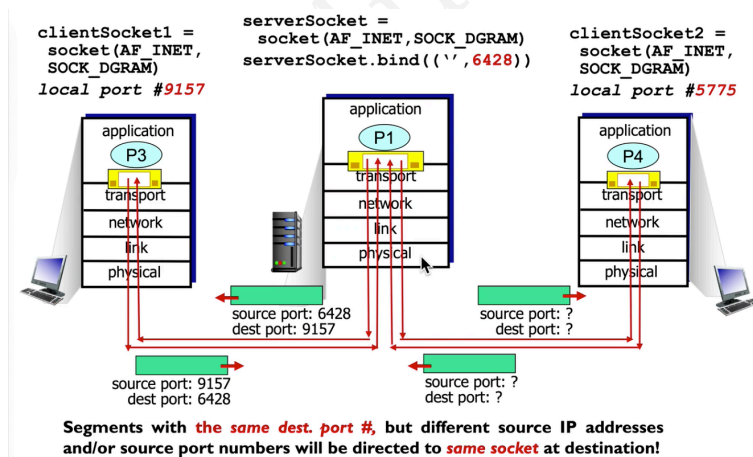 clientSocket1 =
socket(AF_INET,
SOCK_DGRAM)
local port #9157
serverSocket =
socket(AF_INET,SOCK_DGRAM)
serverSocket.bind((‘’,6428))
clientSocket2 =
socket(AF_INET,
SOCK_DGRAM)
local port #5775
application
P3
transport
network
link
physical
application
P1
transport
network
link
physical
application
P4
transport
network
link
physical
source port: 6428
dest port: 9157
source port: ?
dest port: ?
source port: 9157
dest port: 6428
source port: ?
dest port: ?
Segments with the same dest. port #, but different source IP addresses
and/or source port numbers will be directed to same socket at destination!